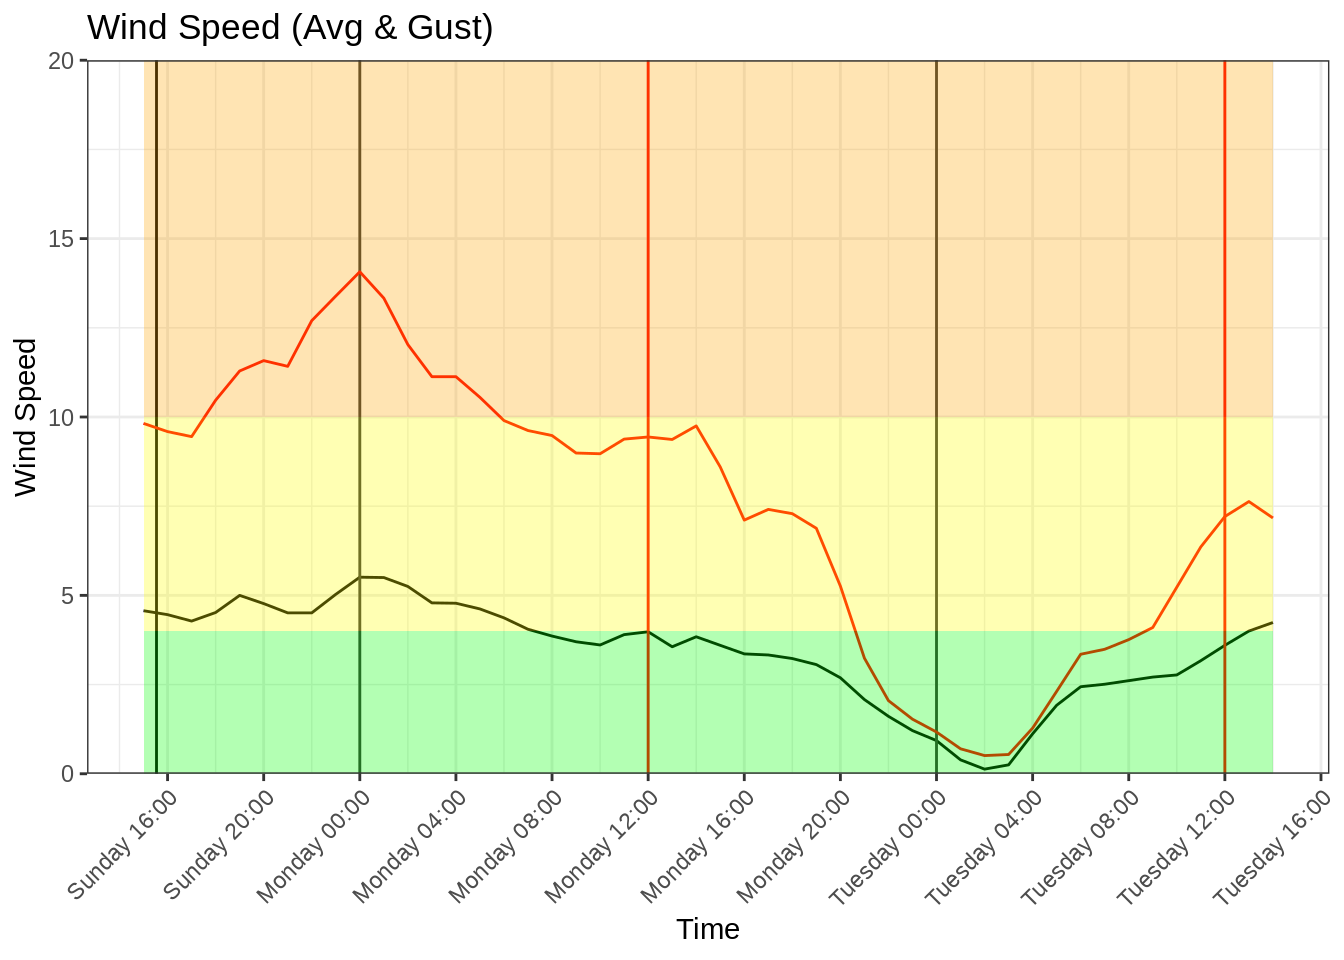 Wind Speed (Avg & Gust)
20
15
10
5
0
Wind Speed
Sunday 16:00
Sunday 20:00
Monday 00:00
Monday 04:00
Monday 08:00
Monday 12:00
Monday 16:00
Monday 20:00
Tuesday 00:00
Tuesday 04:00
Tuesday 08:00
Tuesday 12:00
Tuesday 16:00
Time